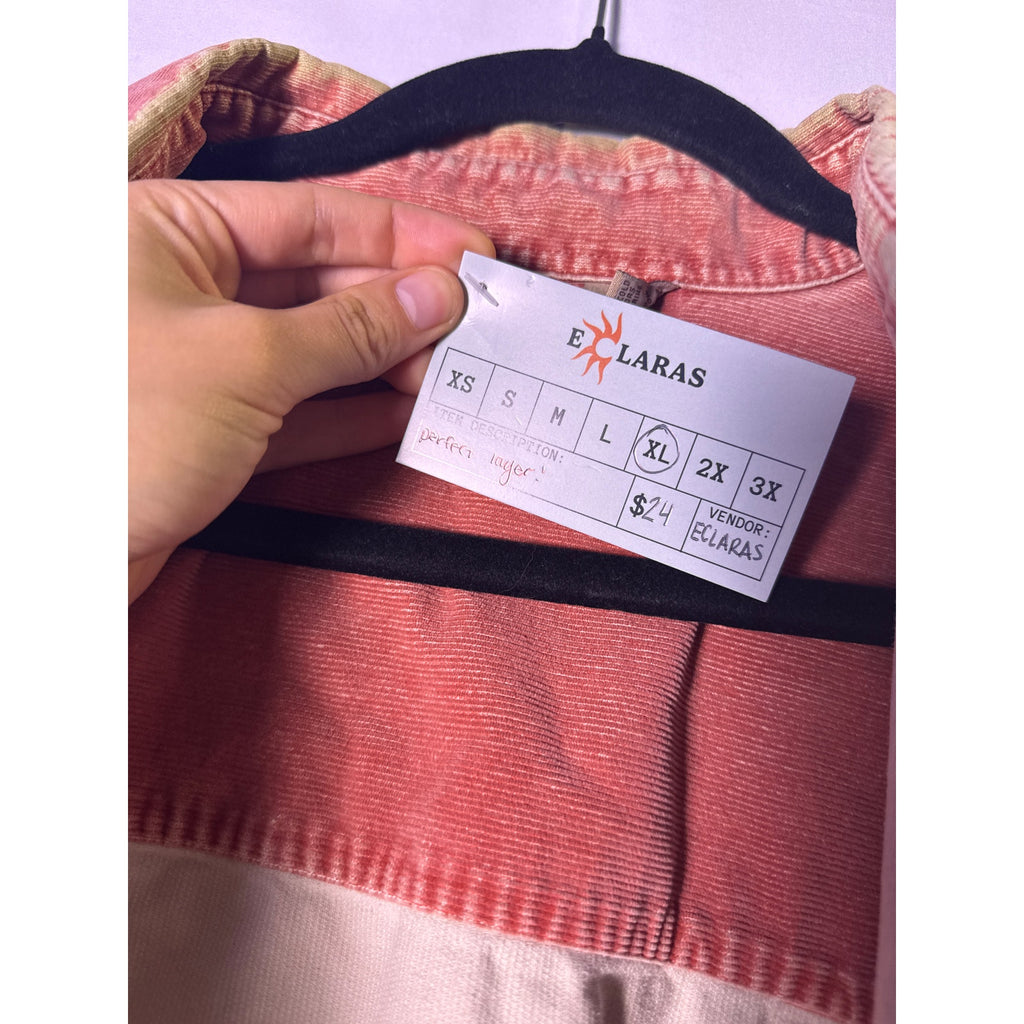 ECLARAS
XS S M L XL 2X 3X
ITEM DESCRIPTION:
perfect layer!
$24
VENDOR:
ECLARAS